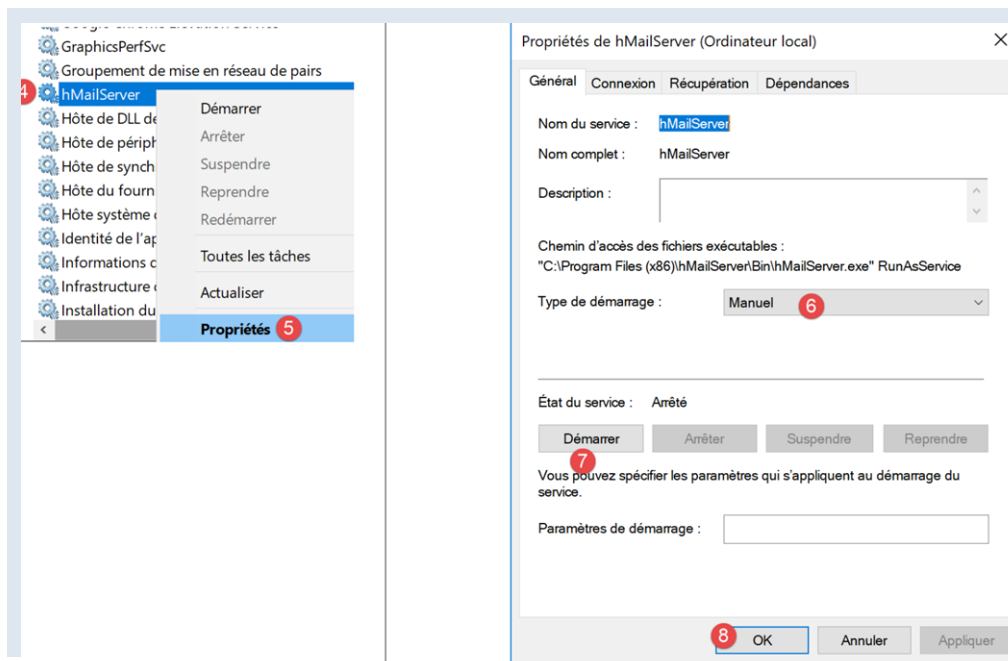 GraphicsPerfSvc
Groupement de mise en réseau de pairs
4
hMailServer
Hôte de DLL de
Hôte de périph
Hôte de synch
Hôte du fourn
Hôte système
Identité de l'ap
Informations
Infrastructure
Installation du
Démarrer
Arrêter
Suspendre
Reprendre
Redémarrer
Toutes les tâches
Actualiser
Propriétés 5
Propriétés de hMailServer (Ordinateur local)
Général Connexion Récupération Dépendances
Nom du service : hMailServer
Nom complet : hMailServer
Description :
Chemin d'accès des fichiers exécutables :
"C:\Program Files (x86)\hMailServer\Bin\hMailServer.exe" RunAsService
Type de démarrage : Manuel 6
État du service : Arrêté
Démarrer Arrêter Suspendre Reprendre
7
Vous pouvez spécifier les paramètres qui s'appliquent au démarrage du
service.
Paramètres de démarrage :
8 OK Annuler Appliquer